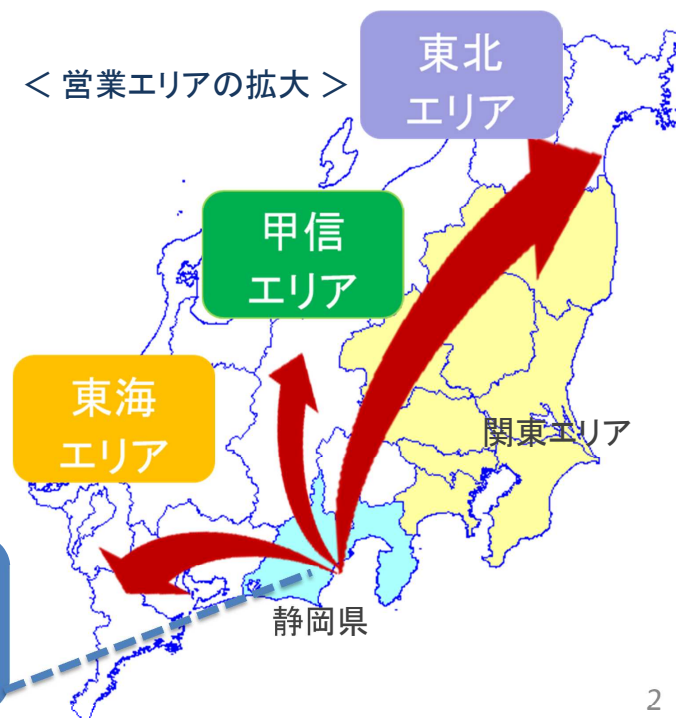 ＜ 営業エリアの拡大 ＞
東北
エリア
甲信
エリア
東海
エリア
関東エリア
静岡県
2